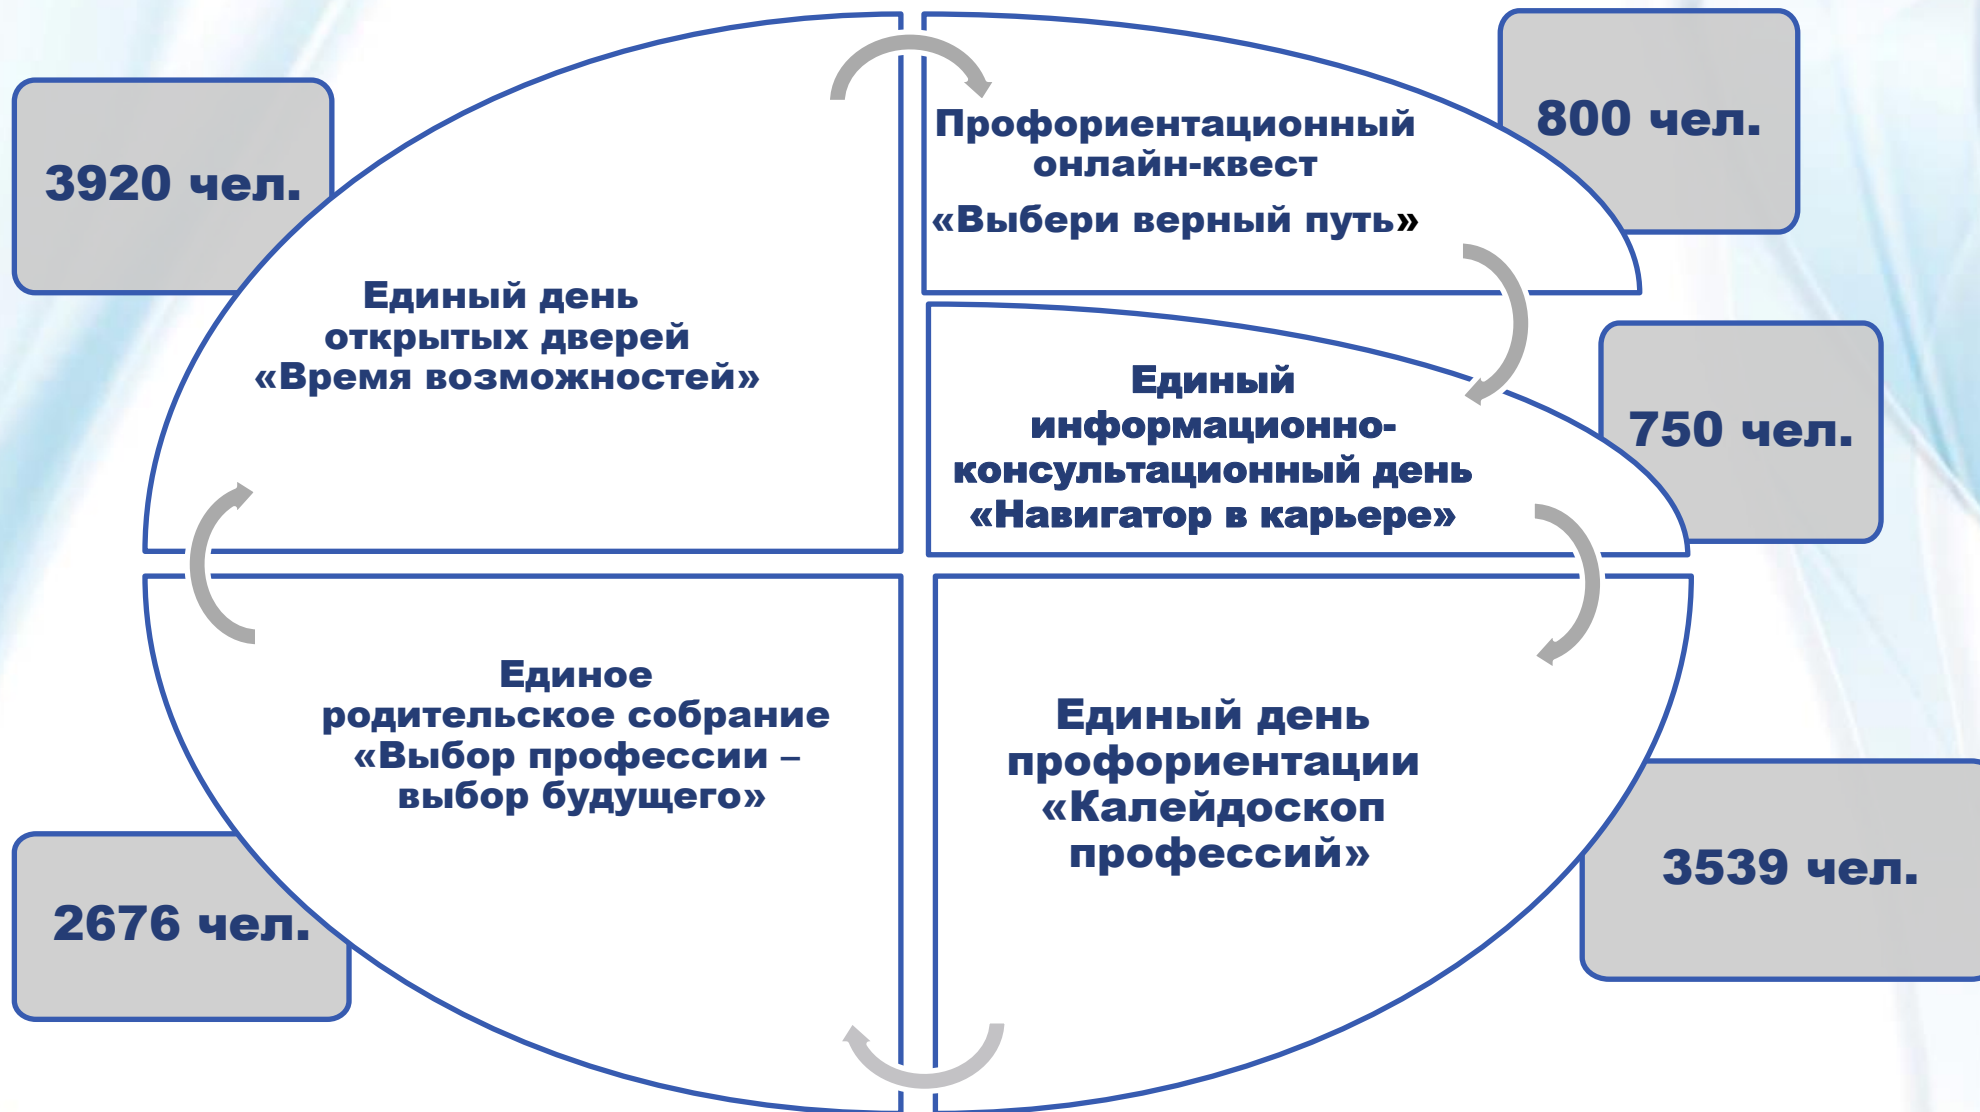 3920 чел.
Единый день
открытых дверей
«Время возможностей»
Профориентационный
онлайн-квест
«Выбери верный путь»
800 чел.
Единый
информационно-
консультационный день
«Навигатор в карьере»
750 чел.
Единое
родительское собрание
«Выбор профессии –
выбор будущего»
2676 чел.
Единый день
профориентации
«Калейдоскоп
профессий»
3539 чел.